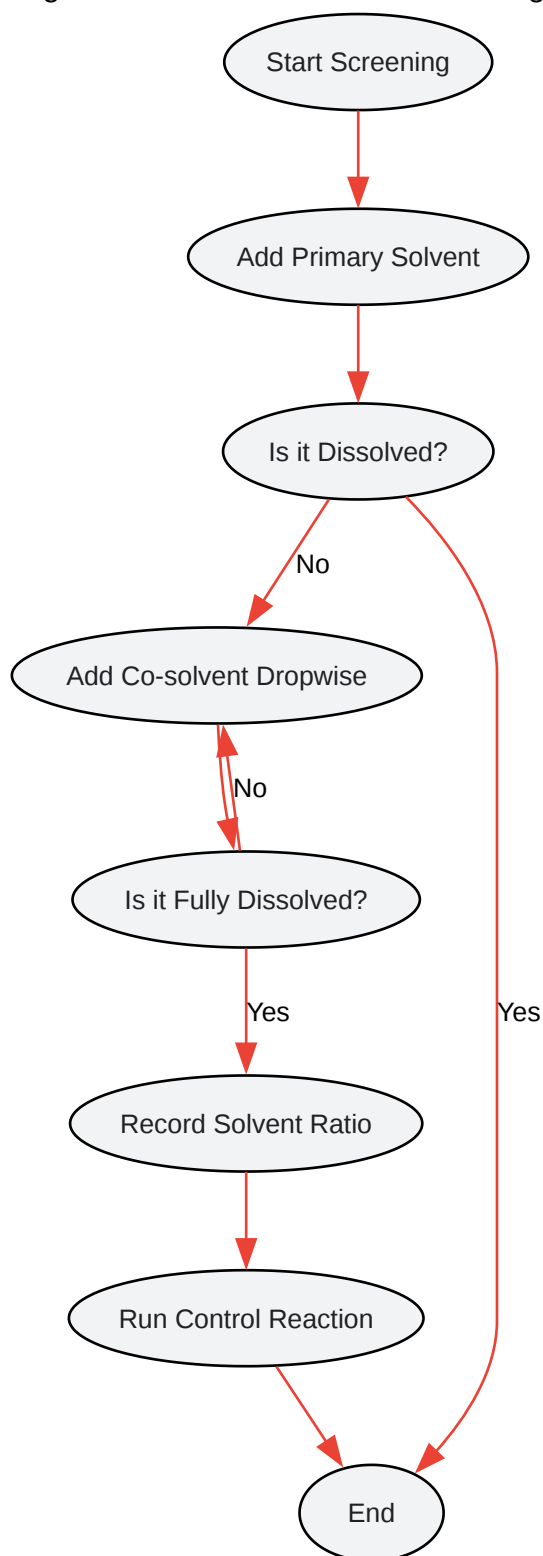 Start Screening
Add Primary Solvent
Is it Dissolved?
No
Add Co-solvent Dropwise
No
Is it Fully Dissolved?
Yes
Yes
Record Solvent Ratio
Run Control Reaction
End